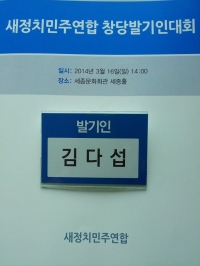 새정치민주연합 창당발기인대회
일시: 2014년 3월 16일(일) 14:00
장소: 세종문화회관 세종홀
발기인
김다섭
새정치민주연합